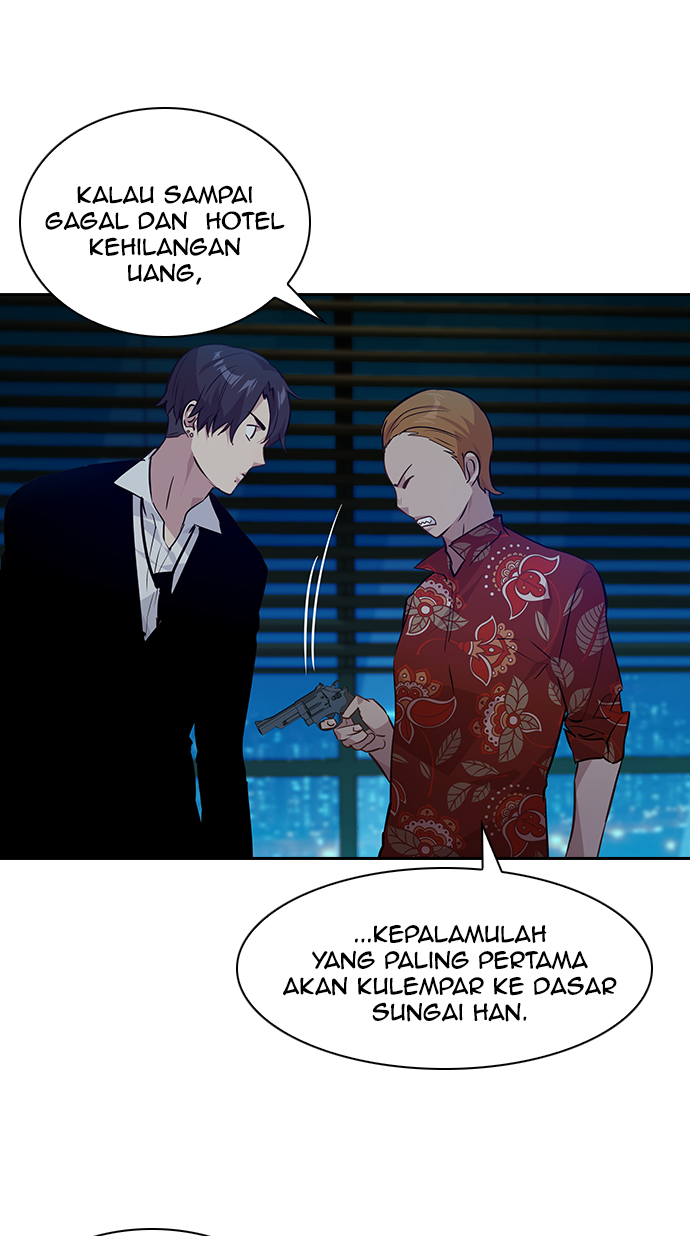 KALAU SAMPAI
GAGAL DAN HOTEL
KEHILANGAN
UANG,
...KEPALAMULAH
YANG PALING PERTAMA
AKAN KULEMPAR KE DASAR
SUNGAI HAN.